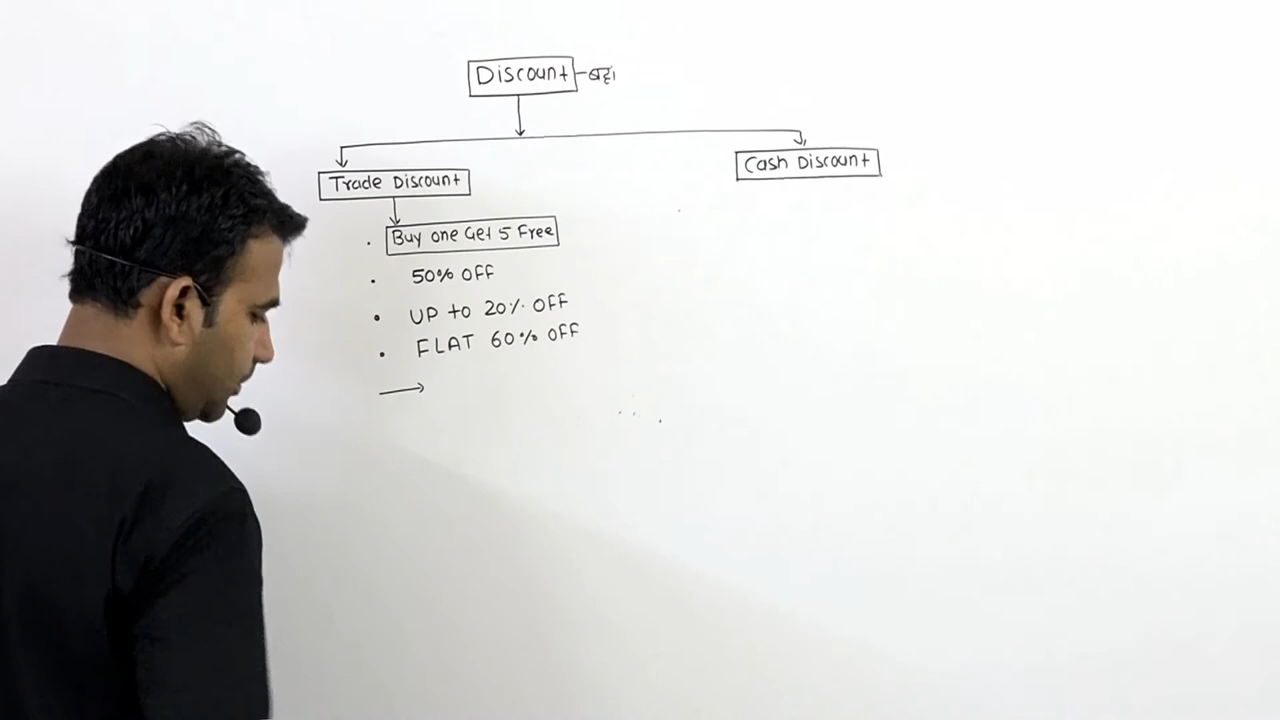 Discount - बट्टा
Trade Discount
Cash Discount
Buy one Get 5 Free
50% OFF
UP to 20% OFF
FLAT 60% OFF